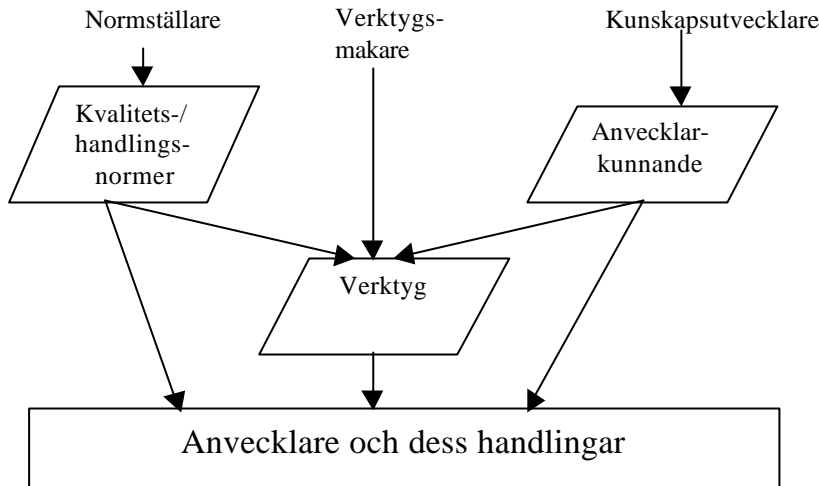 Normställare
Verktygs-
makare
Kunskapsutvecklare
Kvalitets-/
handlings-
normer
Anvecklar-
kunnande
Verktyg
Anvecklare och dess handlingar